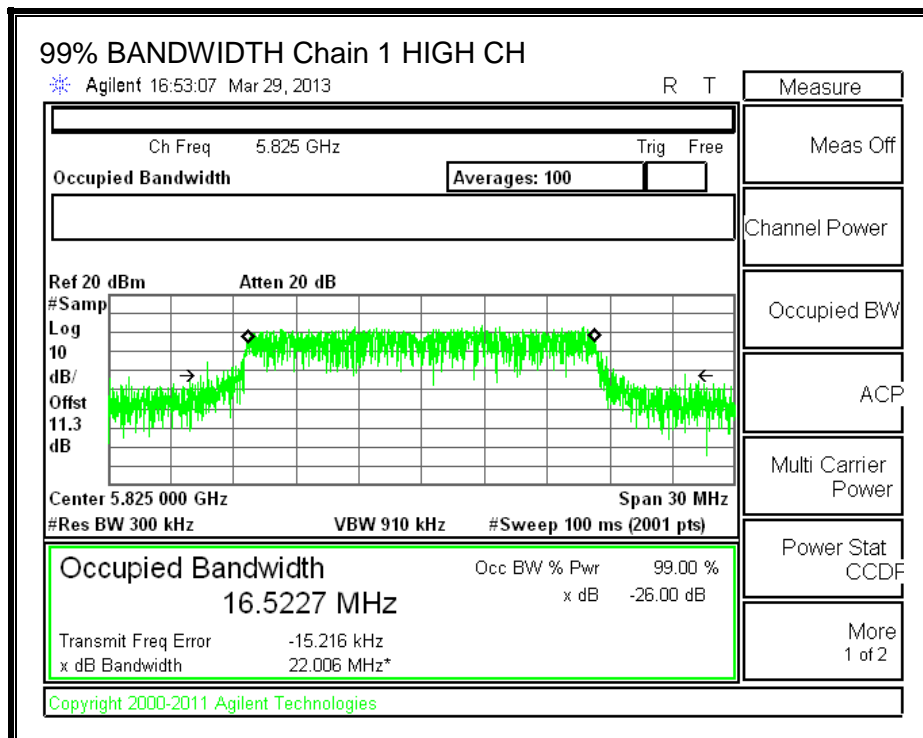 99% BANDWIDTH Chain 1 HIGH CH
Agilent 16:53:07 Mar 29, 2013 R T
Measure
Ch Freq 5.825 GHz Trig Free
Occupied Bandwidth Averages: 100
Meas Off
Channel Power
Occupied BW
ACP
Multi Carrier
Power
Power Stat
CCDF
More
1 of 2
Ref 20 dBm Atten 20 dB
#Samp
Log
10
dB/
Offst
11.3
dB
Center 5.825 000 GHz Span 30 MHz
#Res BW 300 kHz VBW 910 kHz #Sweep 100 ms (2001 pts)
Occupied Bandwidth Occ BW % Pwr 99.00 %
16.5227 MHz x dB -26.00 dB
Transmit Freq Error -15.216 kHz
x dB Bandwidth 22.006 MHz*
Copyright 2000-2011 Agilent Technologies